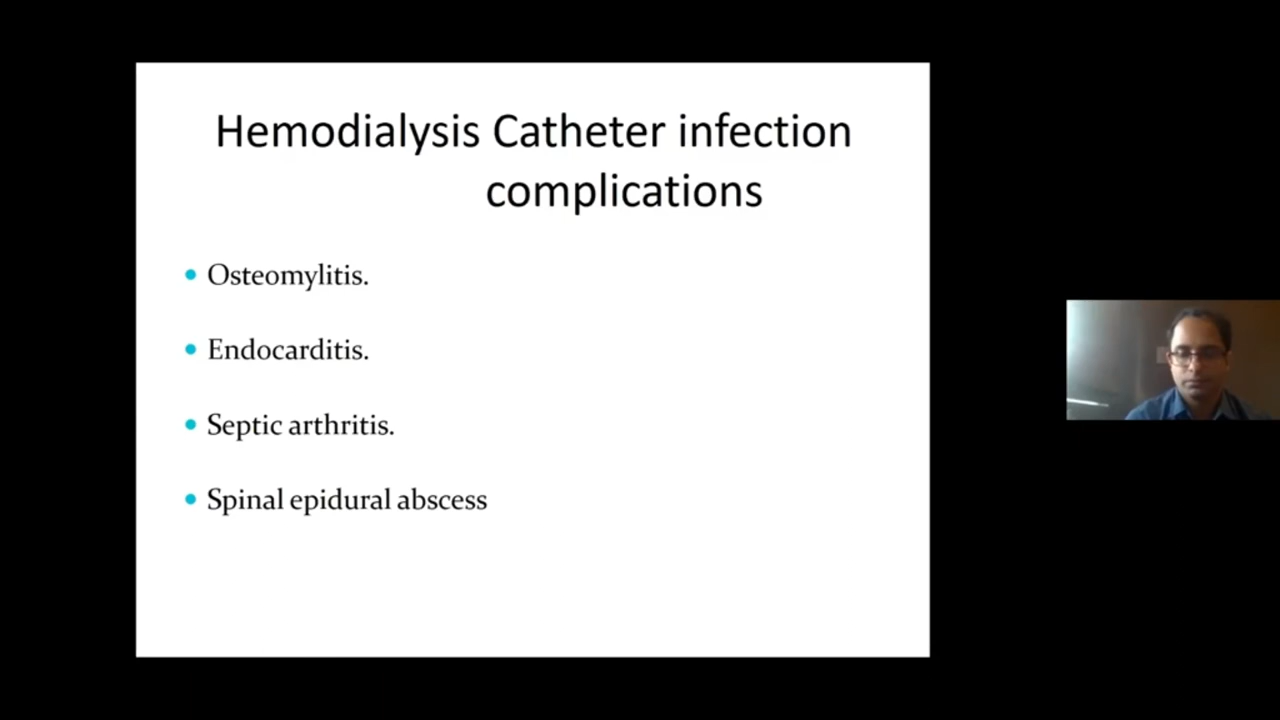 Hemodialysis Catheter infection
complications
• Osteomylitis.
• Endocarditis.
• Septic arthritis.
• Spinal epidural abscess